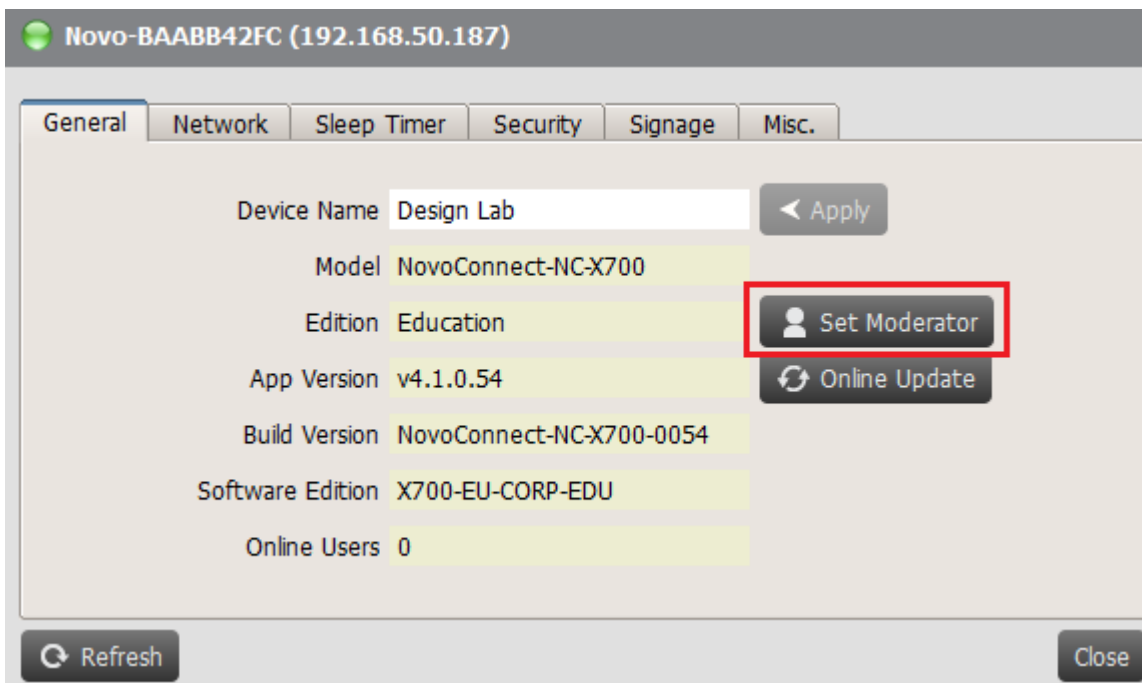 Novo-BAABB42FC (192.168.50.187)
General Network Sleep Timer Security Signage Misc.
Device Name Design Lab Apply
Model NovoConnect-NC-X700
Edition Education Set Moderator
App Version v4.1.0.54 Online Update
Build Version NovoConnect-NC-X700-0054
Software Edition X700-EU-CORP-EDU
Online Users 0
Refresh Close